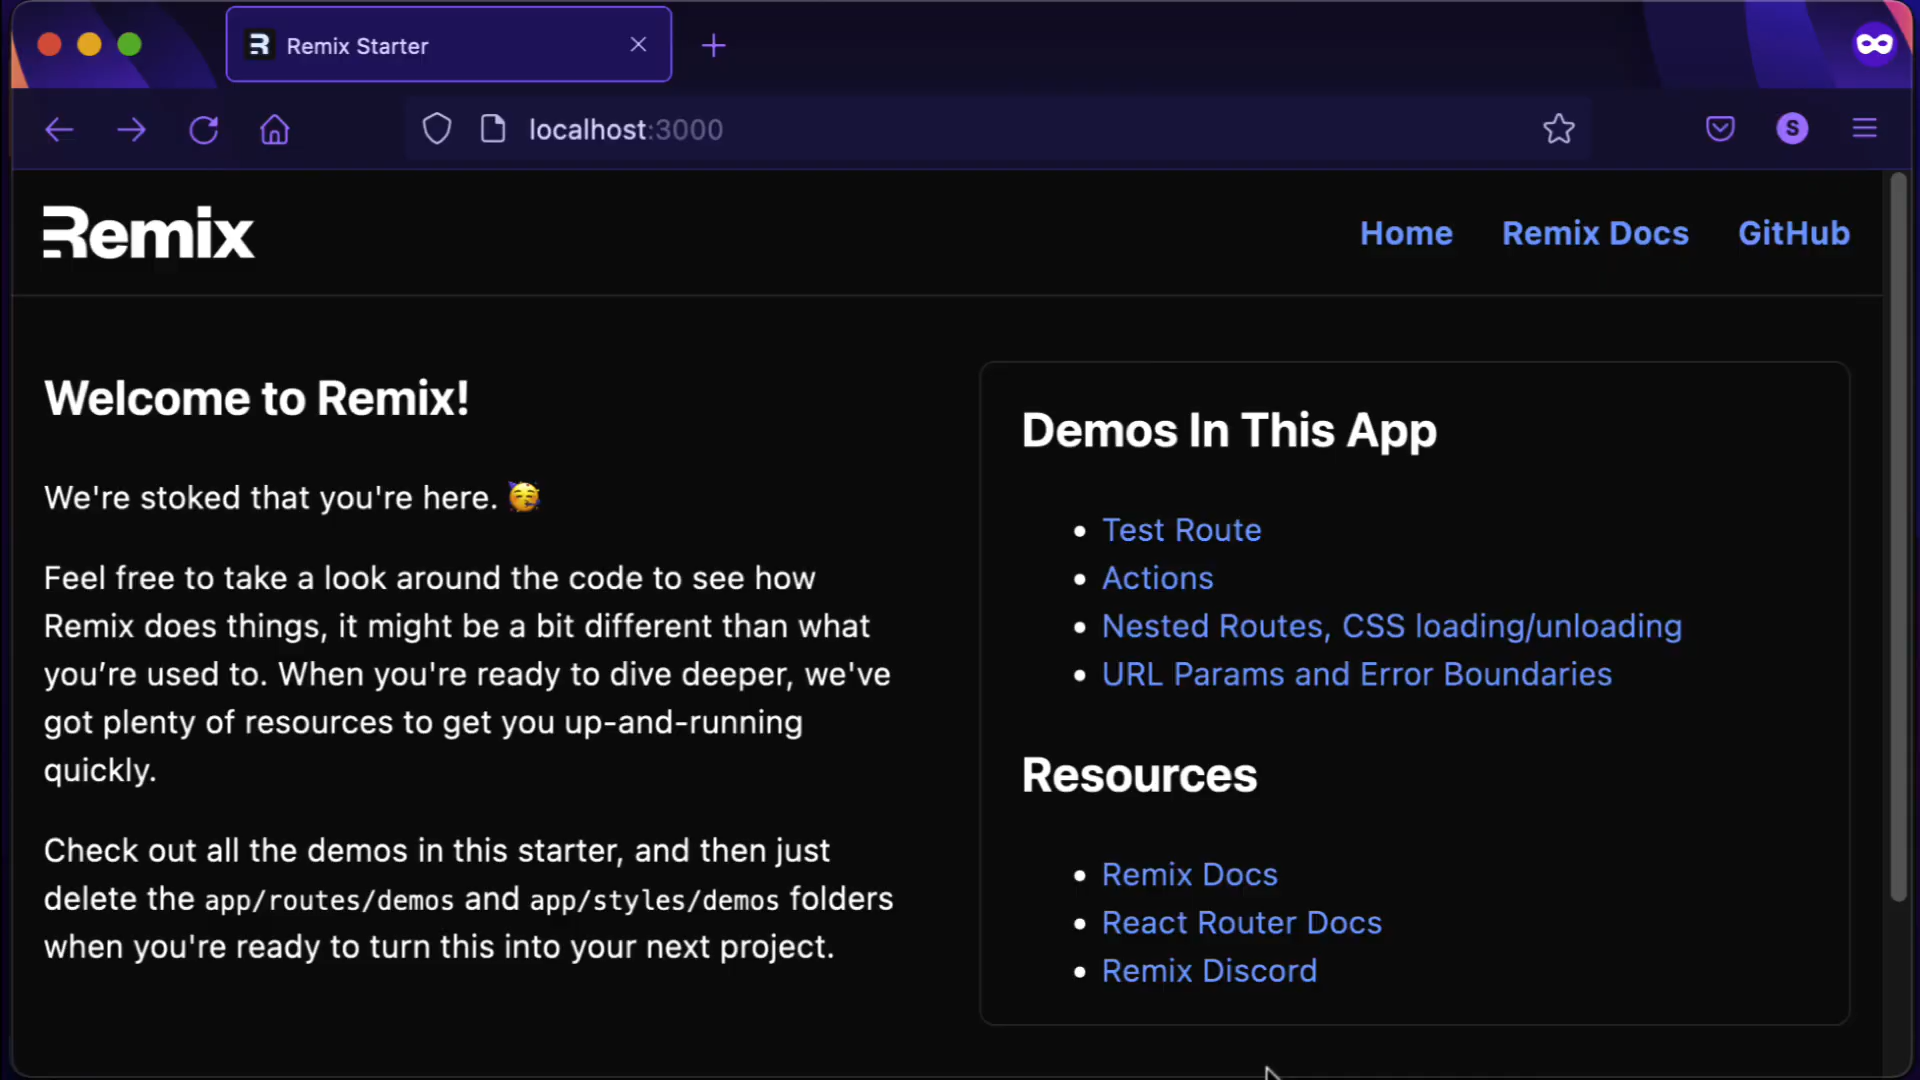 Remix Starter
localhost:3000
S
Remix
Home Remix Docs GitHub
Welcome to Remix!
We're stoked that you're here. 🥳
Feel free to take a look around the code to see how
Remix does things, it might be a bit different than what
you’re used to. When you're ready to dive deeper, we've
got plenty of resources to get you up-and-running
quickly.
Check out all the demos in this starter, and then just
delete the app/routes/demos and app/styles/demos folders
when you're ready to turn this into your next project.
Demos In This App
Test Route
Actions
Nested Routes, CSS loading/unloading
URL Params and Error Boundaries
Resources
Remix Docs
React Router Docs
Remix Discord